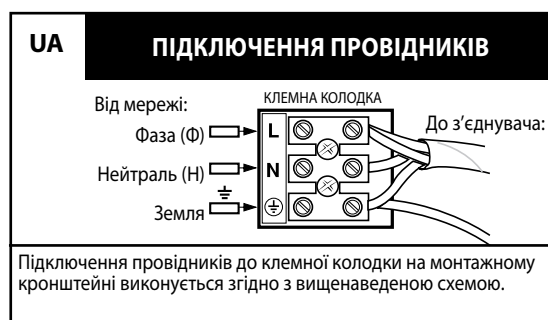 UA
ПІДКЛЮЧЕННЯ ПРОВІДНИКІВ
Від мережі:
КЛЕМНА КОЛОДКА
Фаза (Ф)
L
До з’єднувача:
Нейтраль (Н)
N
Земля
Підключення провідників до клемної колодки на монтажному
кронштейні виконується згідно з вищенаведеною схемою.